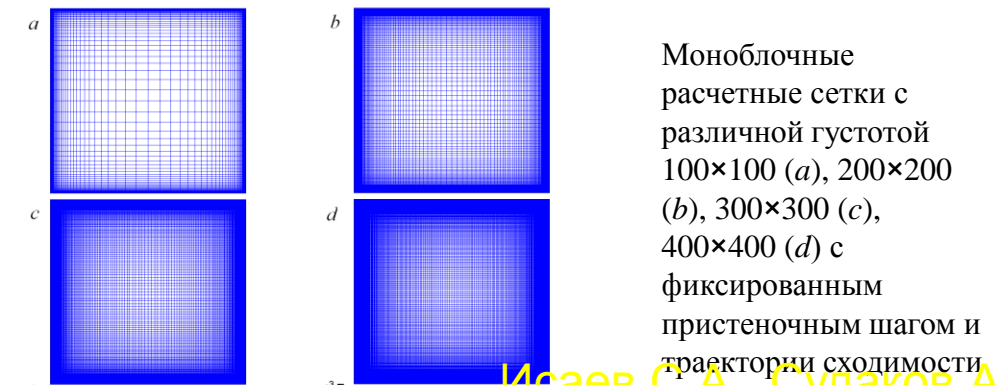 a
b
Моноблочные
расчетные сетки с
различной густотой
100×100 (a), 200×200
(b), 300×300 (c),
400×400 (d) с
фиксированным
пристеночным шагом и
траектории сходимости
c
d
Исаев С.А., Судаков А